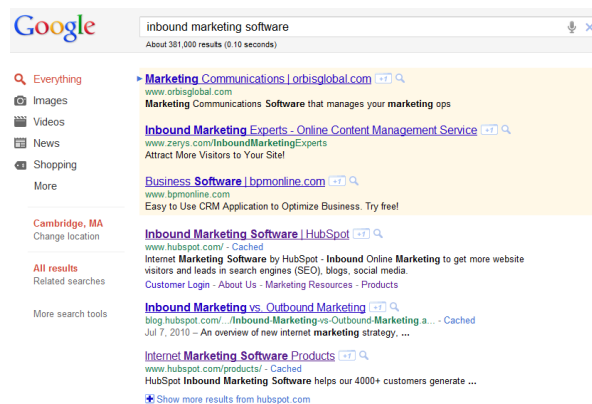 Google
inbound marketing software
About 381,000 results (0.10 seconds)
Everything
Images
Videos
News
Shopping
More
Cambridge, MA
Change location
All results
Related searches
More search tools
Marketing Communications | orbisglobal.com +1
www.orbisglobal.com
Marketing Communications Software that manages your marketing ops
Inbound Marketing Experts - Online Content Management Service +1
www.zerys.com/InboundMarketingExperts
Attract More Visitors to Your Site!
Business Software | bpmonline.com +1
www.bpmonline.com
Easy to Use CRM Application to Optimize Business. Try free!
Inbound Marketing Software | HubSpot +1
www.hubspot.com/ - Cached
Internet Marketing Software by HubSpot - Inbound Online Marketing to get more website
visitors and leads in search engines (SEO), blogs, social media.
Customer Login - About Us - Marketing Resources - Products
Inbound Marketing vs. Outbound Marketing +1
blog.hubspot.com/.../Inbound-Marketing-vs-Outbound-Marketing.a... - Cached
Jul 7, 2010 – An overview of new internet marketing strategy, ...
Internet Marketing Software Products +1
www.hubspot.com/products/ - Cached
HubSpot Inbound Marketing Software helps our 4000+ customers generate ...
Show more results from hubspot.com